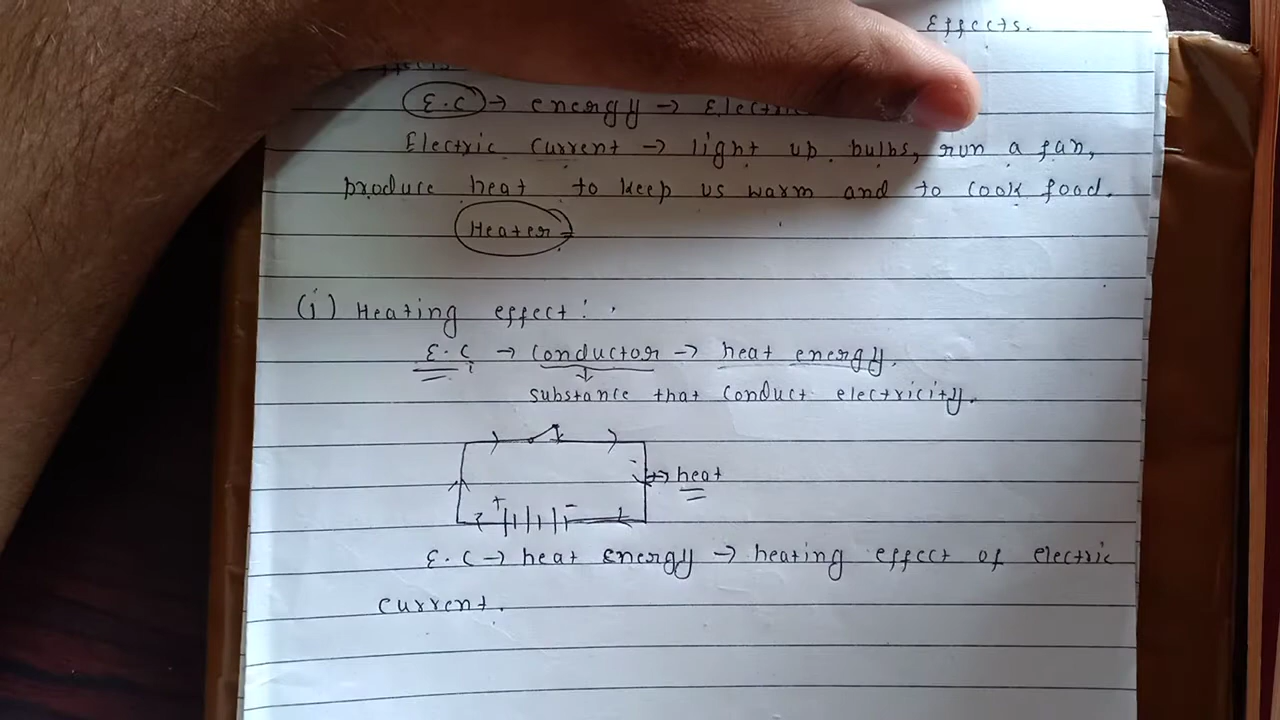 Effects.
E.C → energy →
Electric current → light up bulbs, run a fan,
produce heat to keep us warm and to cook food.
Heater
(i) Heating effect:
E.C → conductor → heat energy.
substance that conduct electricity.
→ heat
+ -
E.C → heat energy → heating effect of electric
current.